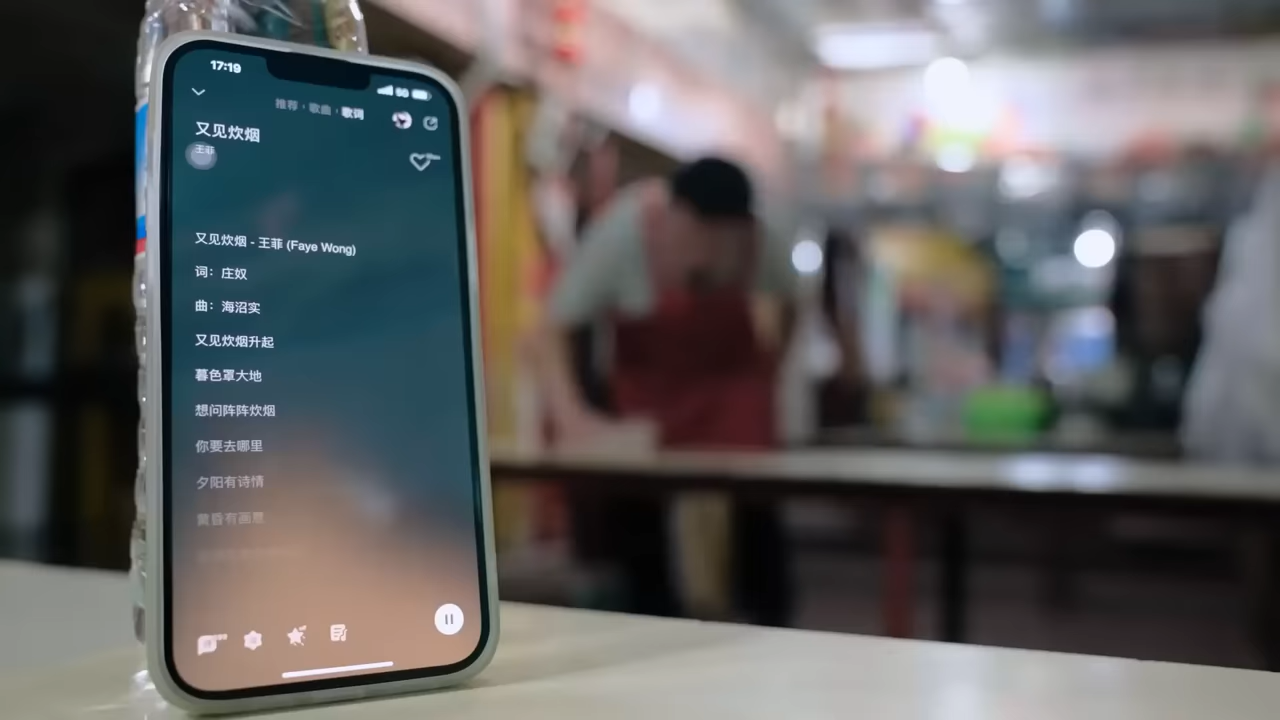 17:19
5G
推荐・歌曲・歌词
又见炊烟
王菲
又见炊烟 - 王菲 (Faye Wong)
词：庄奴
曲：海沼实
又见炊烟升起
暮色罩大地
想问阵阵炊烟
你要去哪里
夕阳有诗情
黄昏有画意